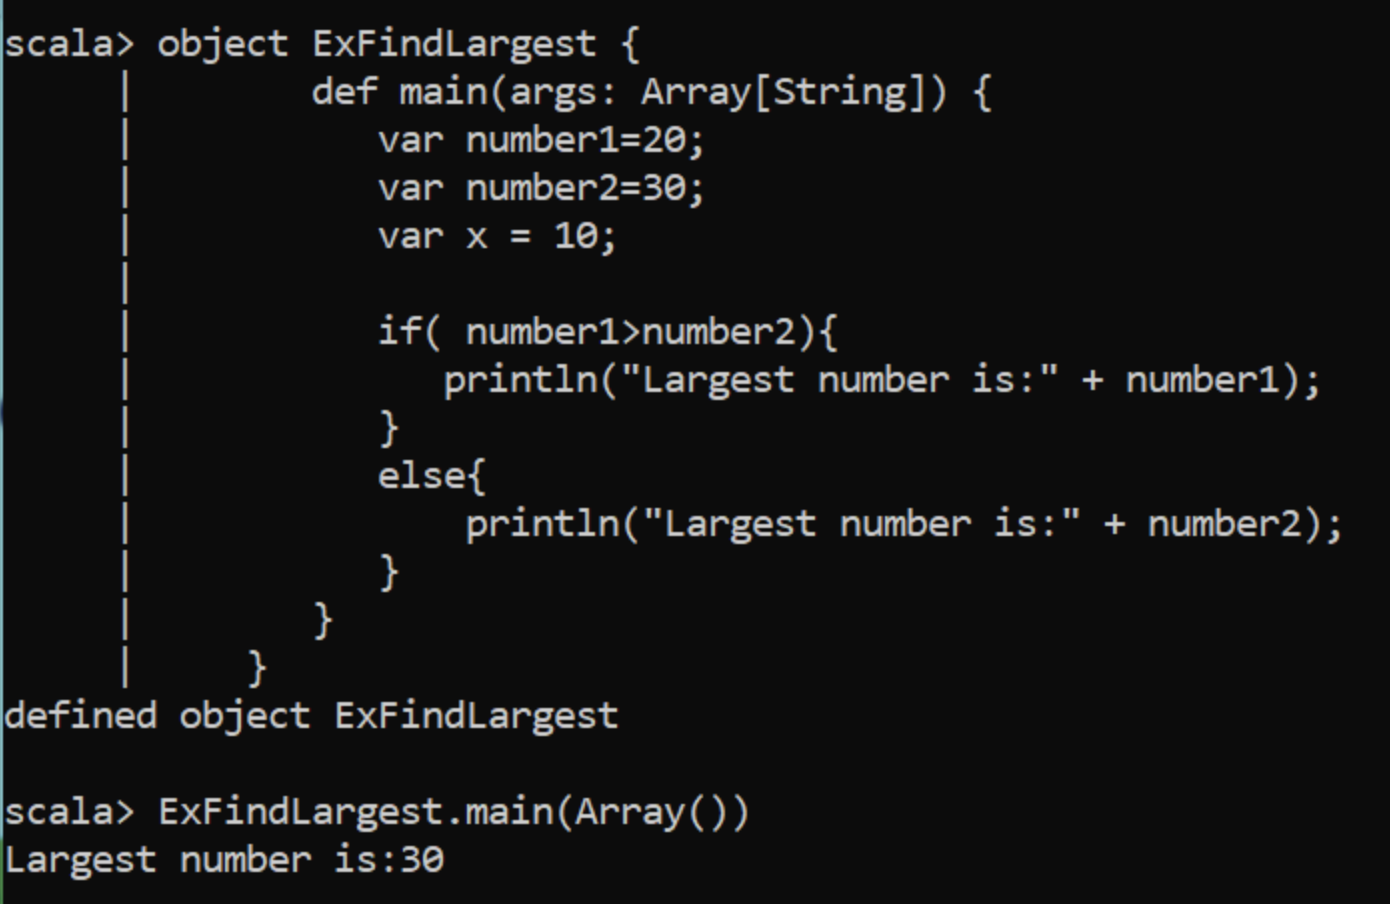 scala> object ExFindLargest {
     |        def main(args: Array[String]) {
     |           var number1=20;
     |           var number2=30;
     |           var x = 10;
     |
     |           if( number1>number2){
     |              println("Largest number is:" + number1);
     |           }
     |           else{
     |               println("Largest number is:" + number2);
     |           }
     |        }
     |     }
defined object ExFindLargest

scala> ExFindLargest.main(Array())
Largest number is:30